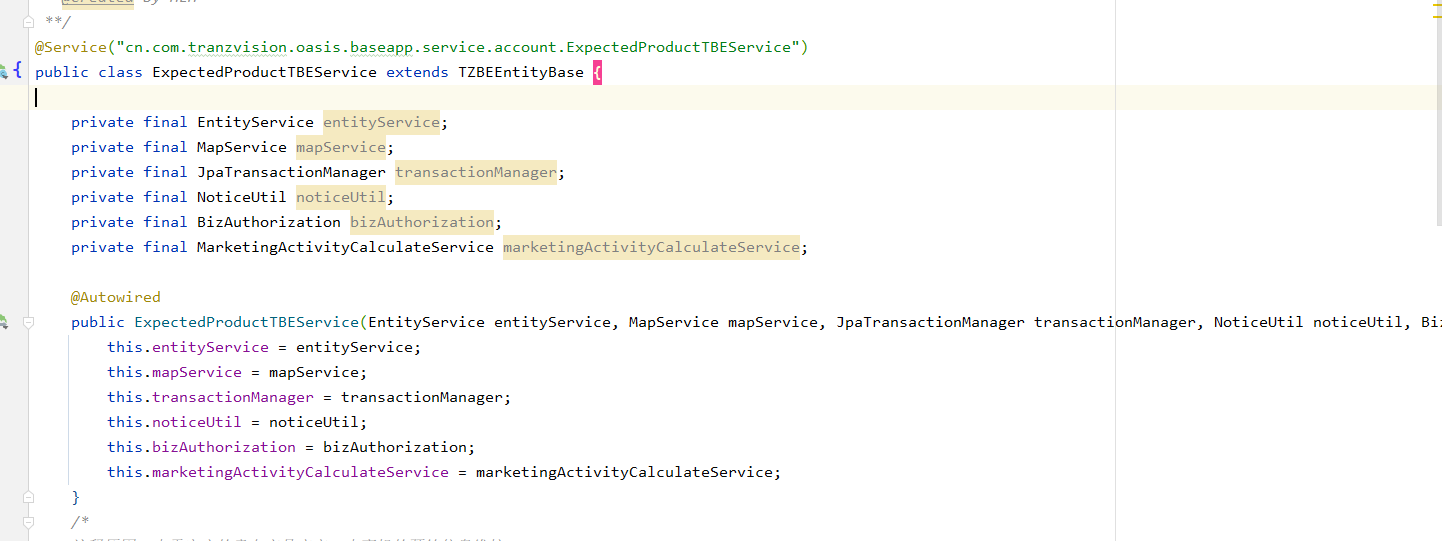 @Created by MZH
**/
@Service("cn.com.tranzvision.oasis.baseapp.service.account.ExpectedProductTBEService")
public class ExpectedProductTBEService extends TZBEEntityBase {
private final EntityService entityService;
private final MapService mapService;
private final JpaTransactionManager transactionManager;
private final NoticeUtil noticeUtil;
private final BizAuthorization bizAuthorization;
private final MarketingActivityCalculateService marketingActivityCalculateService;
@Autowired
public ExpectedProductTBEService(EntityService entityService, MapService mapService, JpaTransactionManager transactionManager, NoticeUtil noticeUtil, Bi
this.entityService = entityService;
this.mapService = mapService;
this.transactionManager = transactionManager;
this.noticeUtil = noticeUtil;
this.bizAuthorization = bizAuthorization;
this.marketingActivityCalculateService = marketingActivityCalculateService;
}
/*